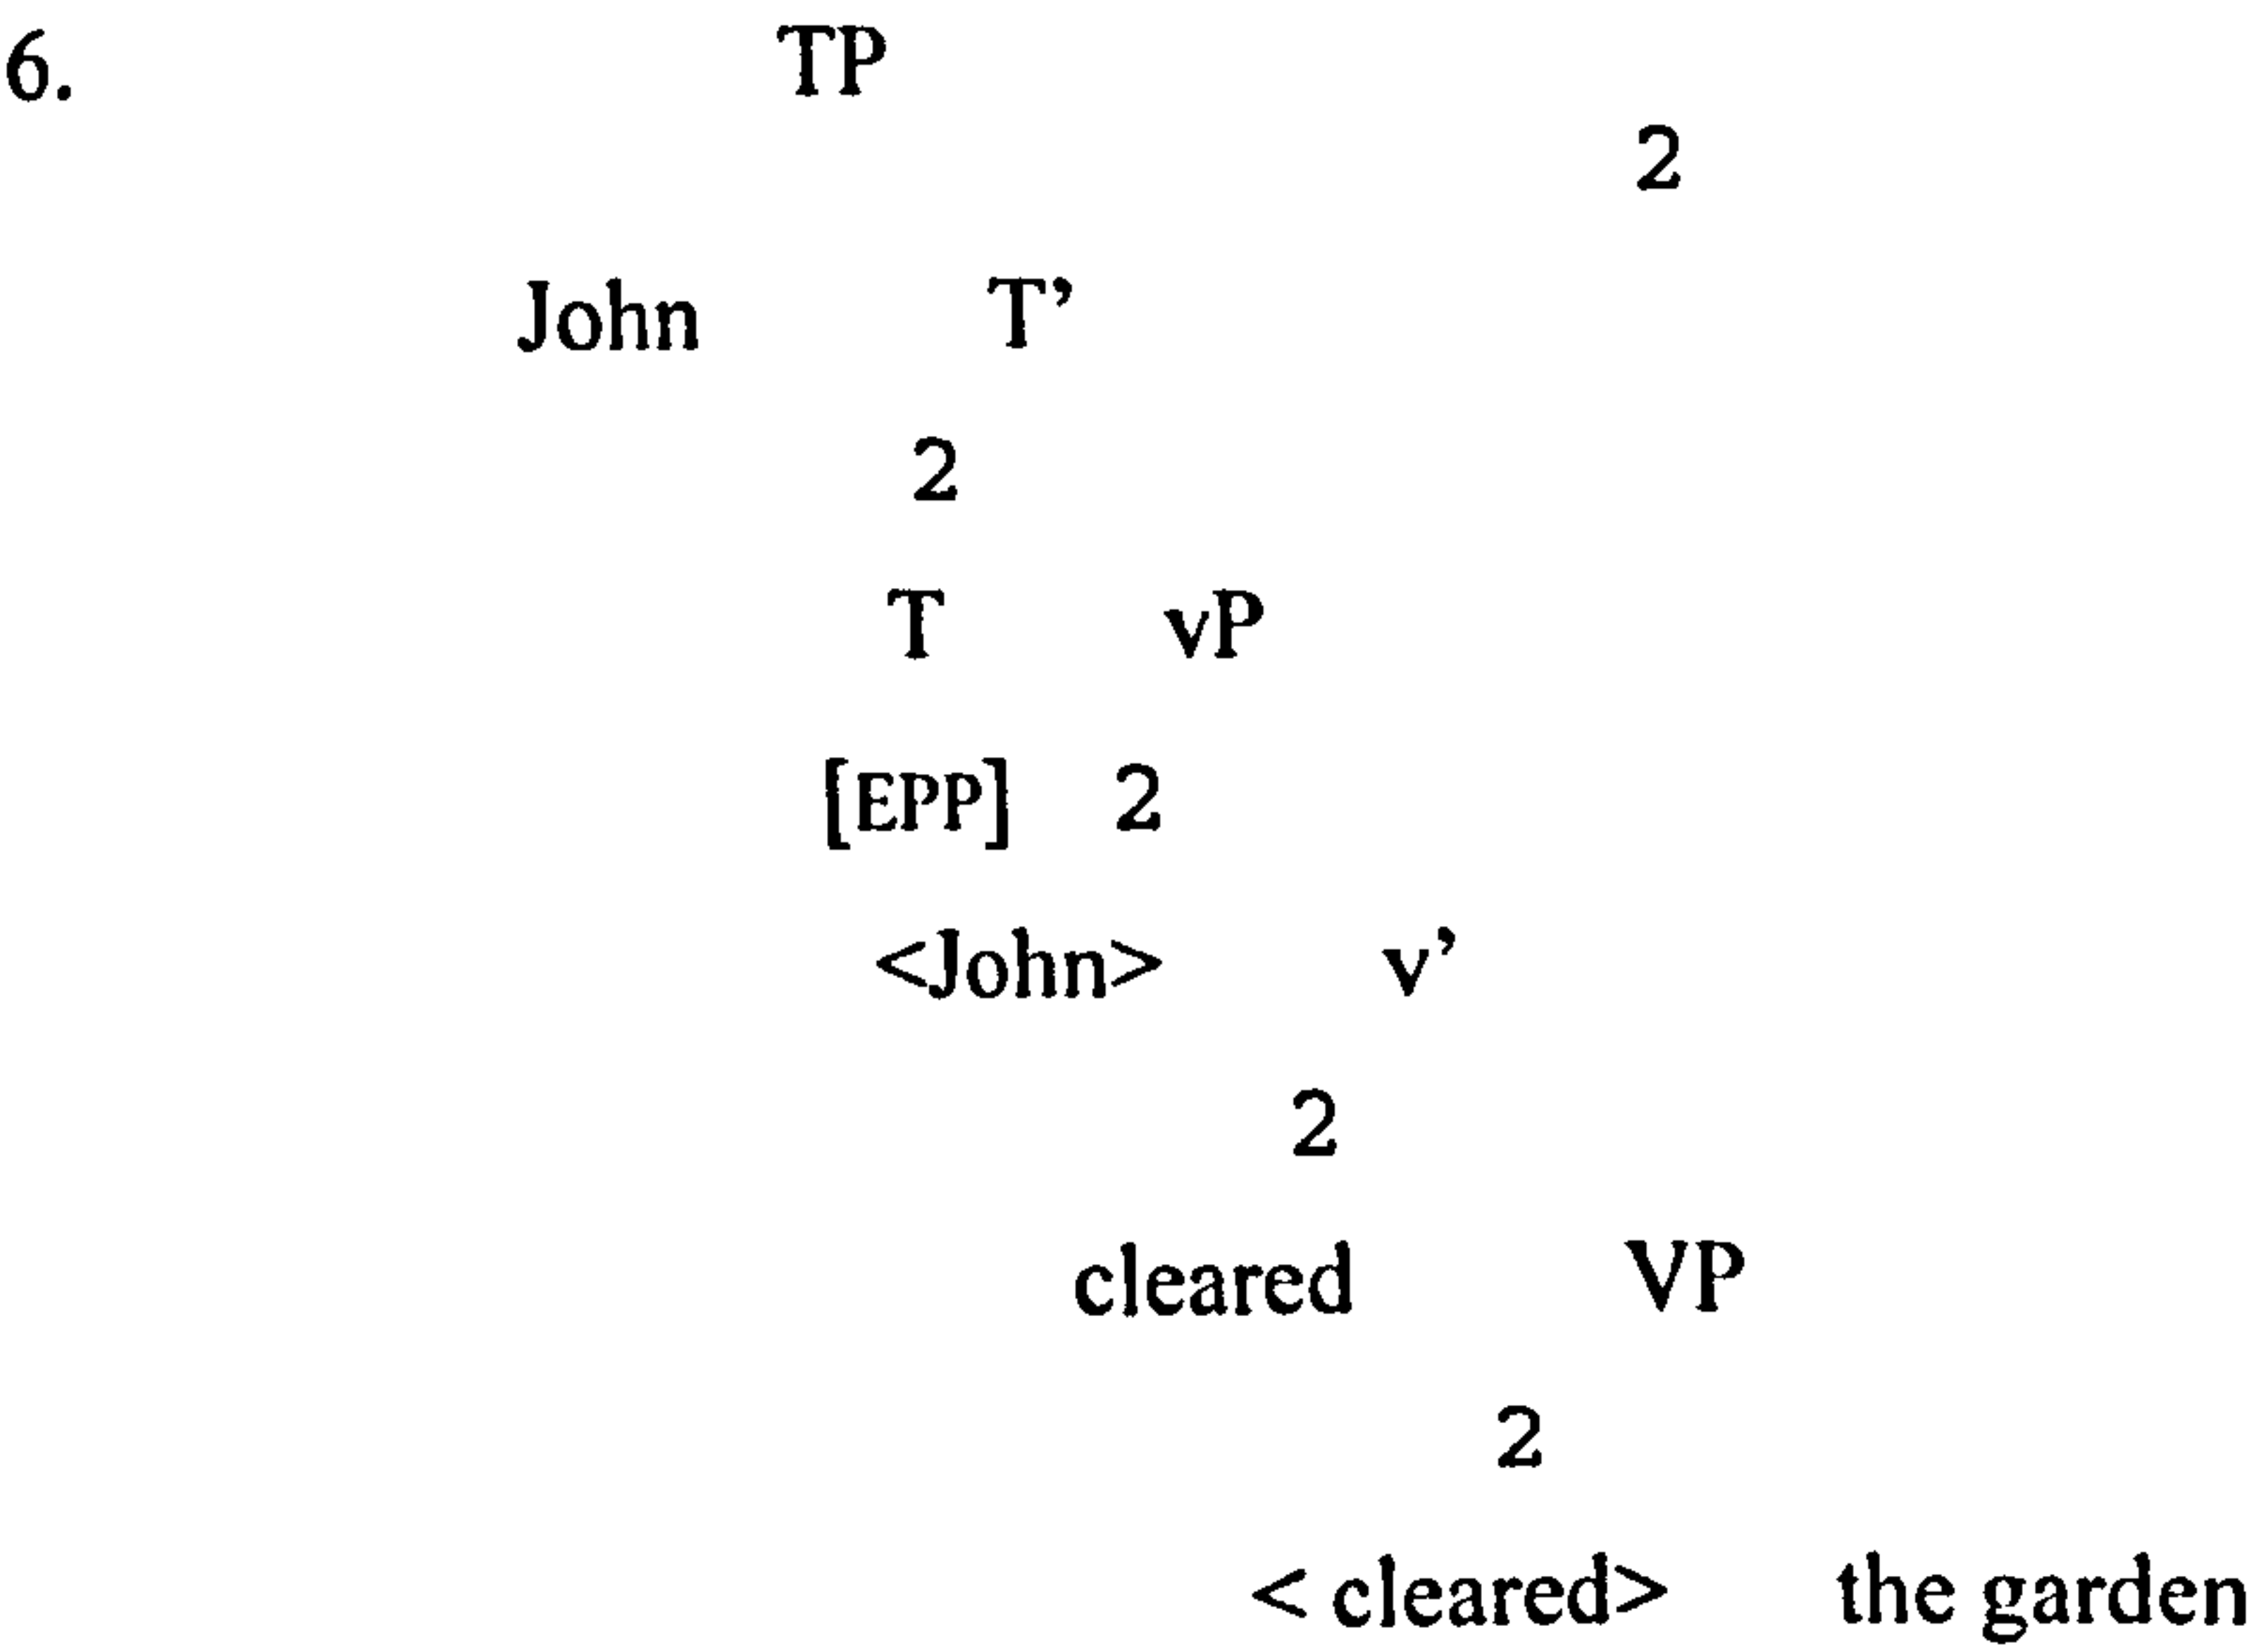 6. TP
2
John T’
2
T vP
[EPP] 2
<John> v’
2
cleared VP
2
< cleared> the garden